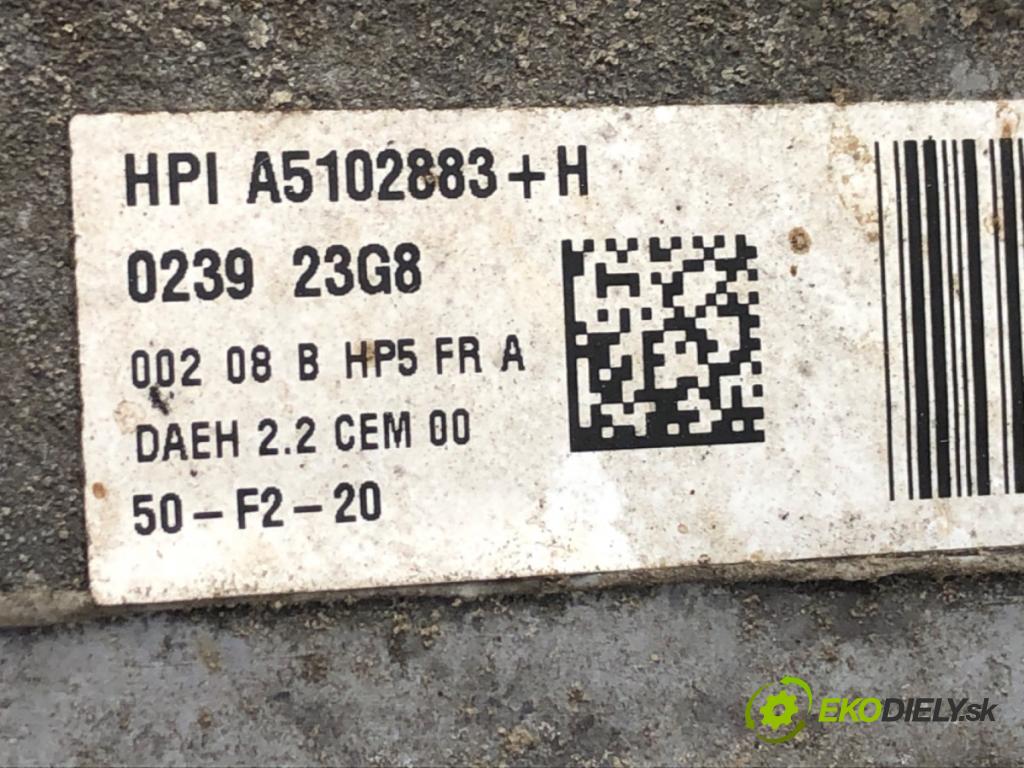 HPI A5102883+H
0239 23G8
002 08 B HP5 FR A
DAEH 2.2 CEM 00
50-F2-20
EKODIELY.sk